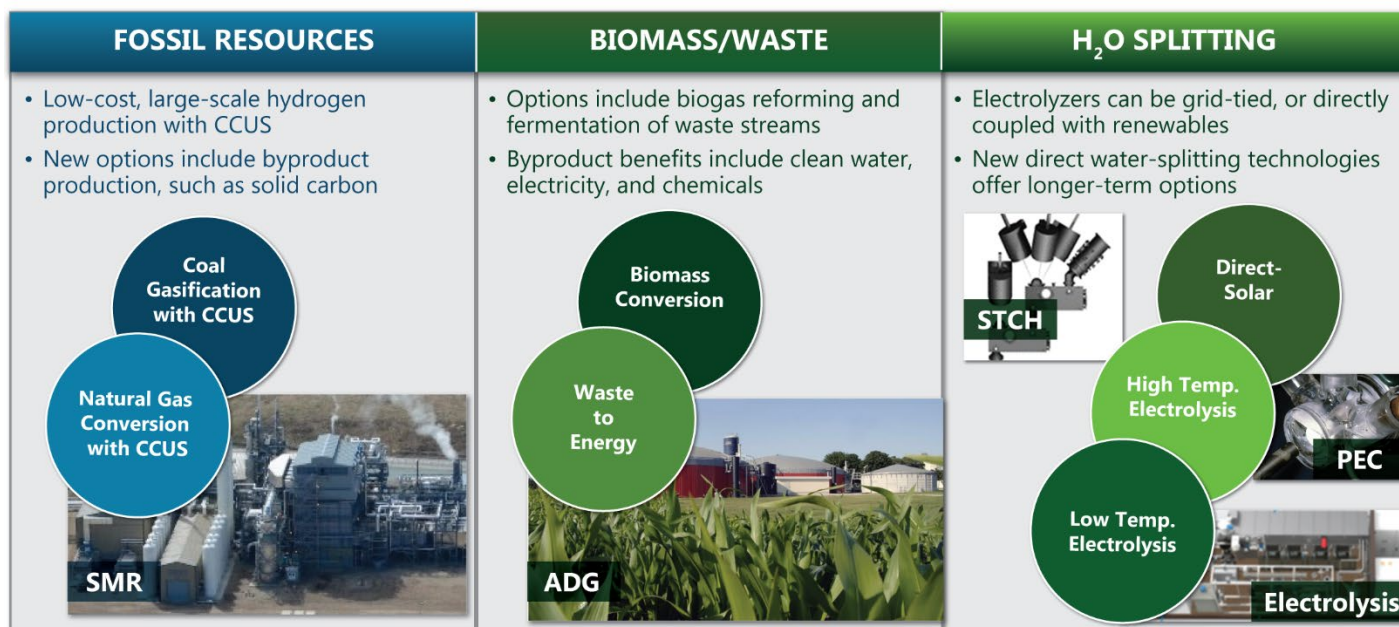 FOSSIL RESOURCES
• Low-cost, large-scale hydrogen
production with CCUS
• New options include byproduct
production, such as solid carbon
Coal
Gasification
with CCUS
Natural Gas
Conversion
with CCUS
SMR
BIOMASS/WASTE
• Options include biogas reforming and
fermentation of waste streams
• Byproduct benefits include clean water,
electricity, and chemicals
Biomass
Conversion
Waste
to
Energy
ADG
H₂O SPLITTING
• Electrolyzers can be grid-tied, or directly
coupled with renewables
• New direct water-splitting technologies
offer longer-term options
STCH
Direct-
Solar
High Temp.
Electrolysis
PEC
Low Temp.
Electrolysis
Electrolysis